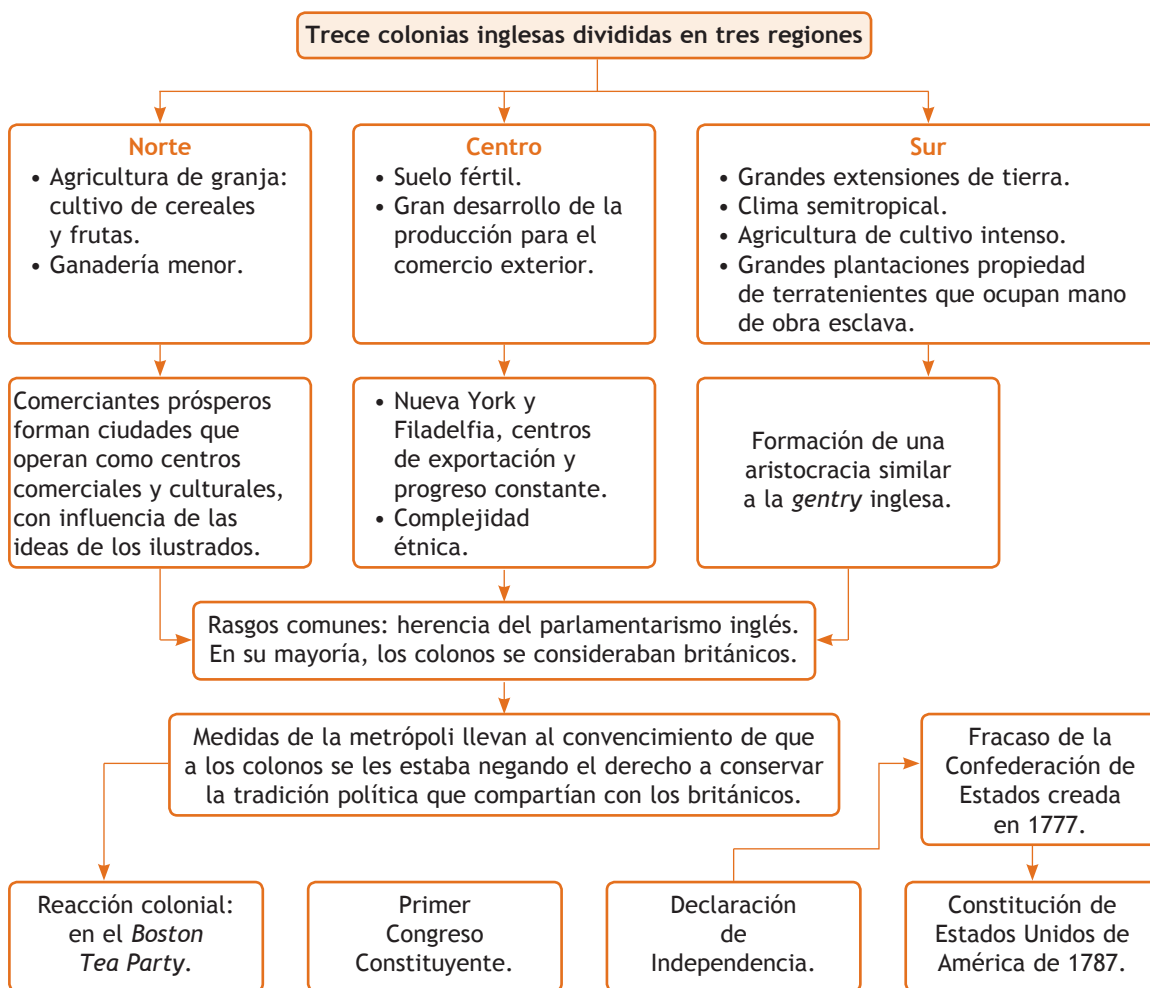 Trece colonias inglesas divididas en tres regiones
Norte
• Agricultura de granja:
cultivo de cereales
y frutas.
• Ganadería menor.
Centro
• Suelo fértil.
• Gran desarrollo de la
producción para el
comercio exterior.
Sur
• Grandes extensiones de tierra.
• Clima semitropical.
• Agricultura de cultivo intenso.
• Grandes plantaciones propiedad
de terratenientes que ocupan mano
de obra esclava.
Comerciantes prósperos
forman ciudades que
operan como centros
comerciales y culturales,
con influencia de las
ideas de los ilustrados.
• Nueva York y
Filadelfia, centros
de exportación y
progreso constante.
• Complejidad
étnica.
Formación de una
aristocracia similar
a la gentry inglesa.
Rasgos comunes: herencia del parlamentarismo inglés.
En su mayoría, los colonos se consideraban británicos.
Medidas de la metrópoli llevan al convencimiento de que
a los colonos se les estaba negando el derecho a conservar
la tradición política que compartían con los británicos.
Fracaso de la
Confederación de
Estados creada
en 1777.
Reacción colonial:
en el Boston
Tea Party.
Primer
Congreso
Constituyente.
Declaración
de
Independencia.
Constitución de
Estados Unidos de
América de 1787.